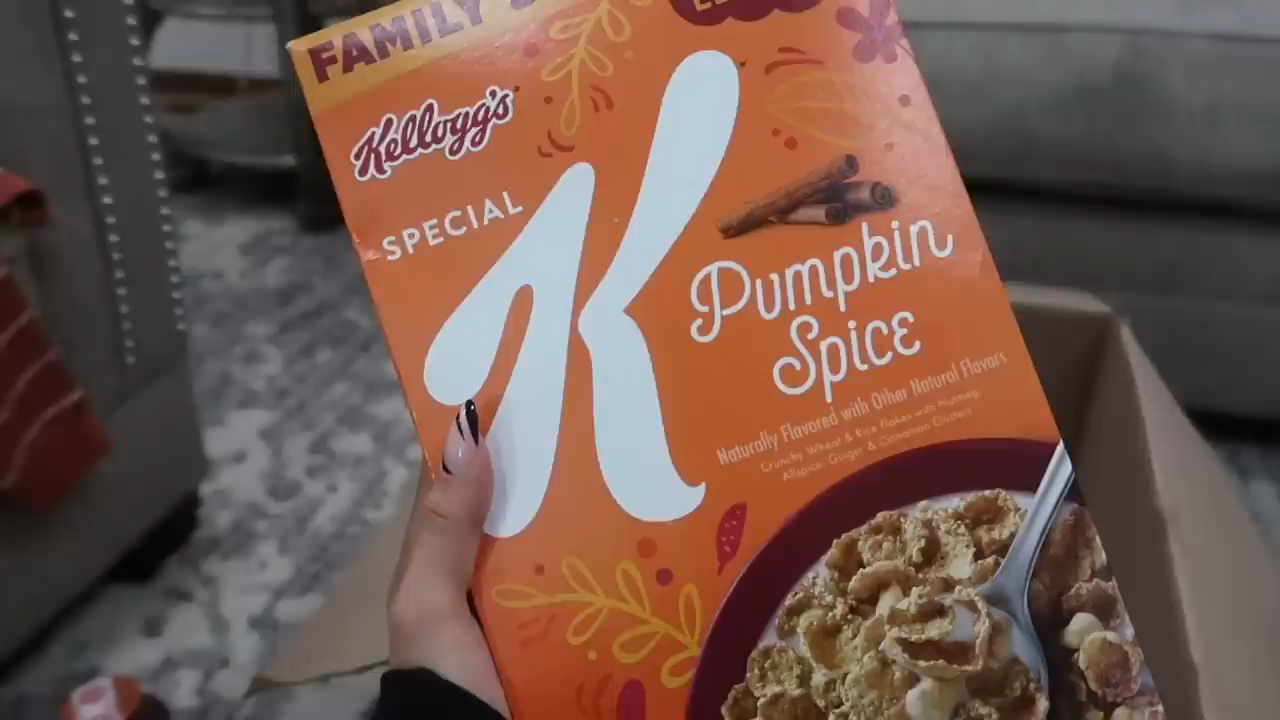 FAMILY
Kellogg's
SPECIAL
K
Pumpkin
Spice
Naturally Flavored with Other Natural Flavors
Crunchy Wheat & Rice Flakes with Nutmeg,
Allspice, Ginger & Cinnamon Clusters